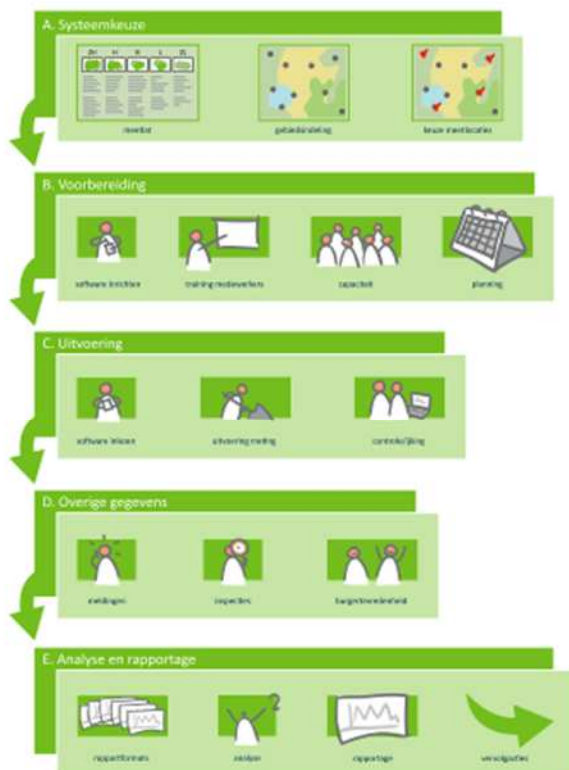 A. Systeemkeuze
meetlat
gebiedsindeling
keuze meetlocaties
B. Voorbereiding
software inrichten
training medewerkers
capaciteit
planning
C. Uitvoering
software inlezen
uitvoering meting
controle/ijking
D. Overige gegevens
meldingen
inspecties
burgertevredenheid
E. Analyse en rapportage
rapportformats
analyse
rapportage
vervolgacties